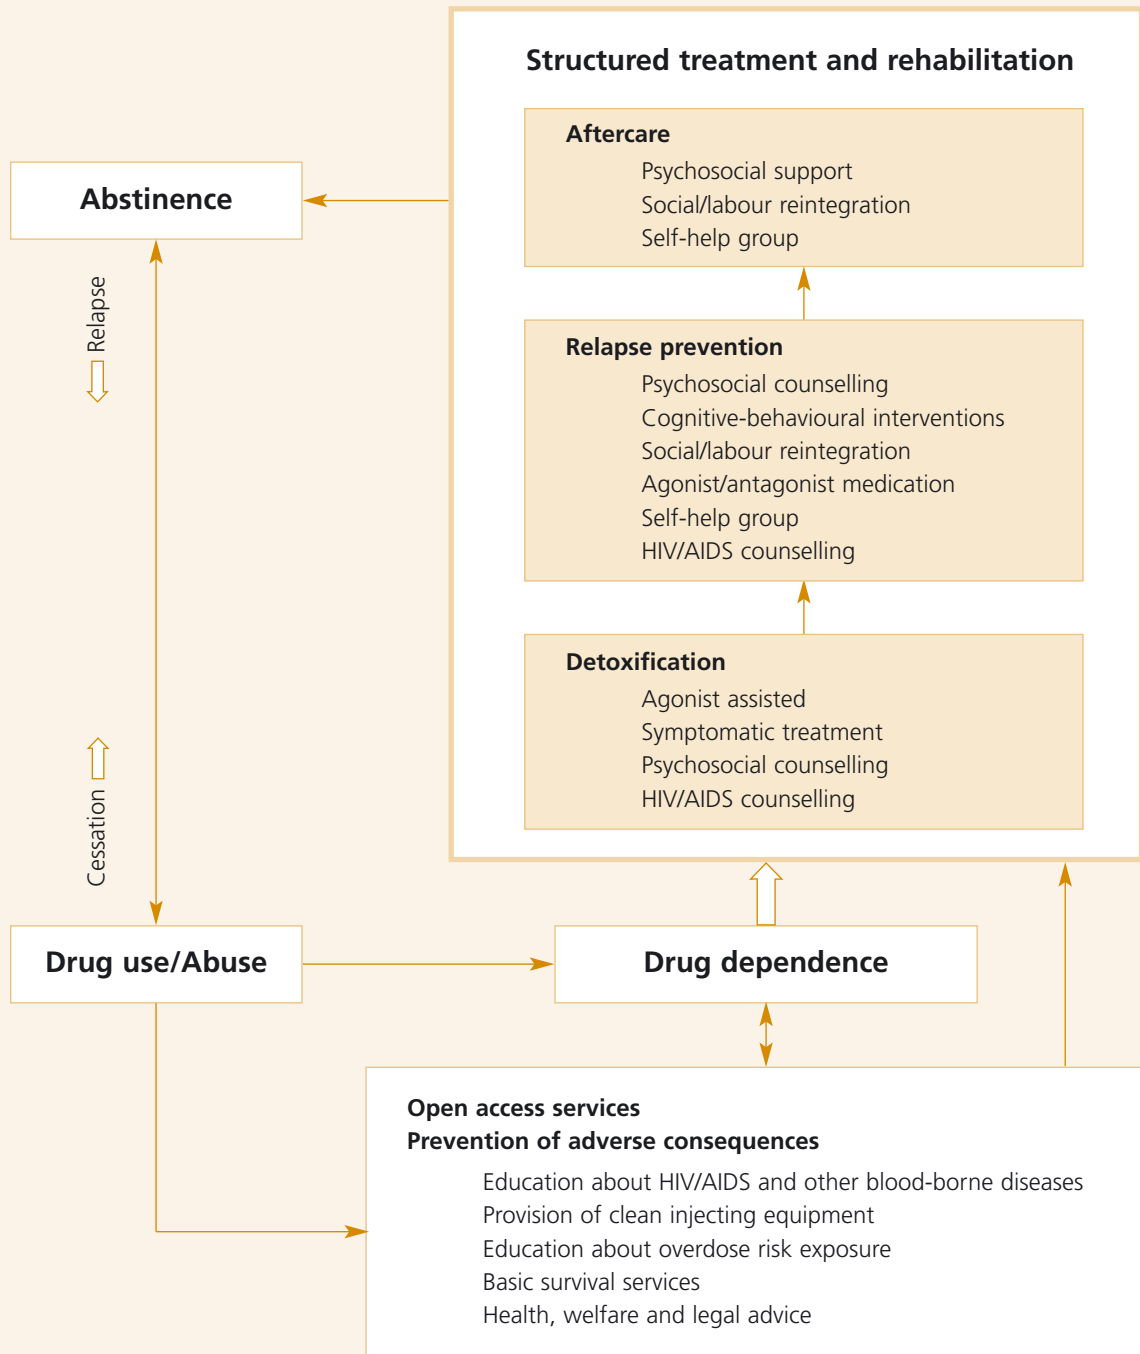 Structured treatment and rehabilitation
Aftercare
Psychosocial support
Social/labour reintegration
Self-help group
Abstinence
Relapse
Relapse prevention
Psychosocial counselling
Cognitive-behavioural interventions
Social/labour reintegration
Agonist/antagonist medication
Self-help group
HIV/AIDS counselling
Detoxification
Agonist assisted
Symptomatic treatment
Psychosocial counselling
HIV/AIDS counselling
Cessation
Drug use/Abuse
Drug dependence
Open access services
Prevention of adverse consequences
Education about HIV/AIDS and other blood-borne diseases
Provision of clean injecting equipment
Education about overdose risk exposure
Basic survival services
Health, welfare and legal advice